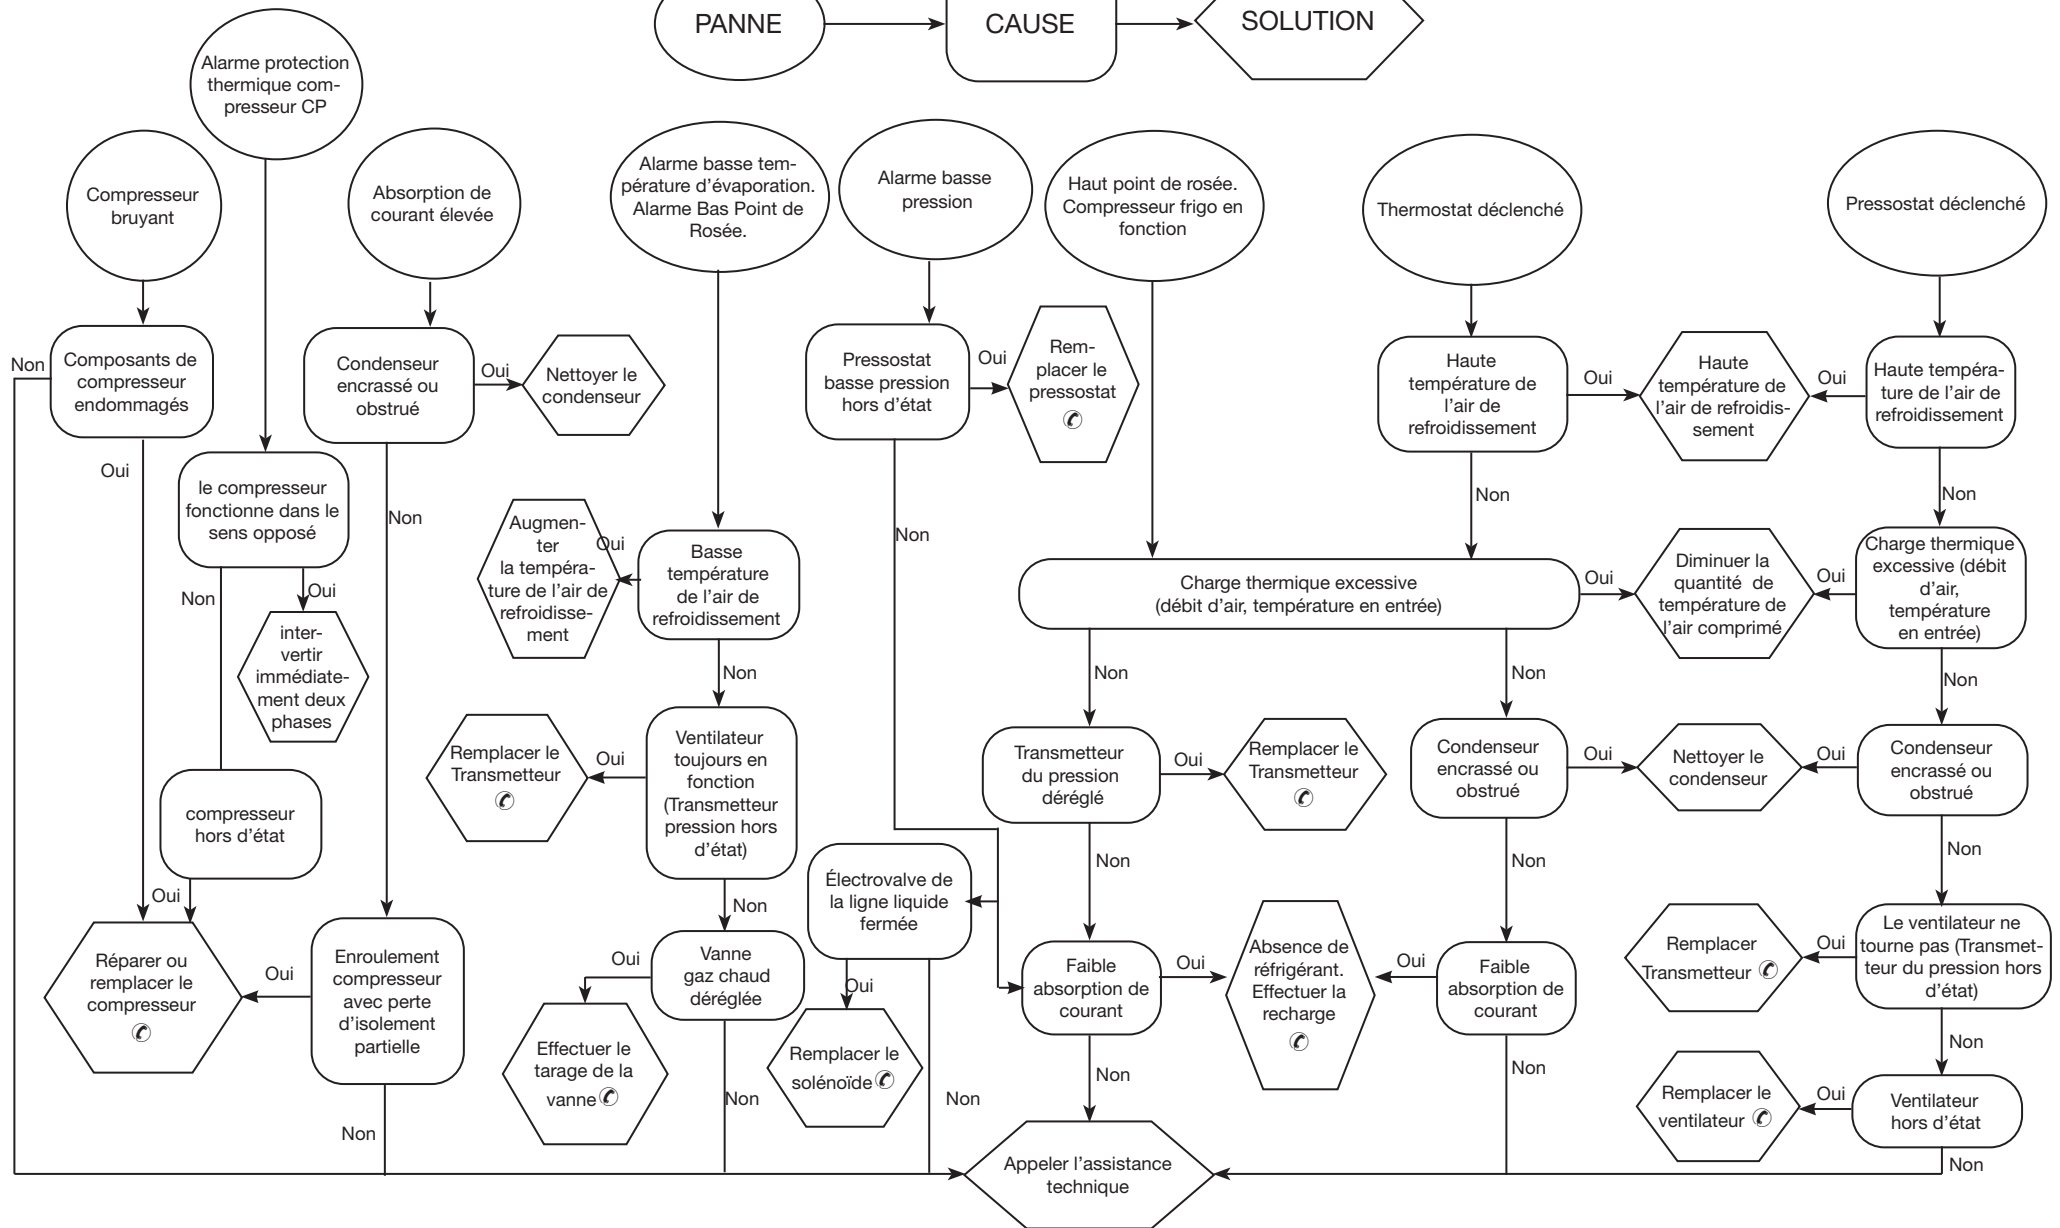 PANNE
CAUSE
SOLUTION
Alarme protection
thermique com-
presseur CP
Compresseur
bruyant
Absorption de
courant élevée
Alarme basse tem-
pérature d'évaporation.
Alarme Bas Point de
Rosée.
Alarme basse
pression
Haut point de rosée.
Compresseur frigo en
fonction
Thermostat déclenché
Pressostat déclenché
Non
Composants de
compresseur
endommagés
Oui
Condenseur
encrassé ou
obstrué
Oui
Nettoyer le
condenseur
Non
le compresseur
fonctionne dans le
sens opposé
Non
Oui
inter-
vertir
immédiate-
ment deux
phases
compresseur
hors d'état
Oui
Réparer ou
remplacer le
compresseur
✆
Oui
Enroulement
compresseur
avec perte
d'isolement
partielle
Non
Augmen-
ter
la tempéra-
ture de l'air de
refroidisse-
ment
Oui
Basse
température
de l'air de
refroidissement
Non
Remplacer le
Transmetteur
✆
Oui
Ventilateur
toujours en
fonction
(Transmetteur
pression hors
d'état)
Non
Oui
Vanne
gaz chaud
déréglée
Effectuer le
tarage de la
vanne ✆
Non
Pressostat
basse pression
hors d'état
Oui
Rem-
placer le
pressostat
✆
Non
Électrovalve de
la ligne liquide
fermée
Oui
Remplacer le
solénoïde ✆
Non
Haute
température de
l'air de
refroidissement
Oui
Haute
température de
l'air de refroidis-
sement
Oui
Haute tempéra-
ture de l'air de
refroidissement
Non
Non
Charge thermique excessive
(débit d'air, température en entrée)
Oui
Diminuer la
quantité de
température de
l'air comprimé
Oui
Charge thermique
excessive (débit
d'air,
température
en entrée)
Non
Non
Non
Transmetteur
du pression
déréglé
Oui
Remplacer le
Transmetteur
✆
Condenseur
encrassé ou
obstrué
Oui
Nettoyer le
condenseur
Oui
Condenseur
encrassé ou
obstrué
Non
Non
Non
Faible
absorption de
courant
Oui
Absence de
réfrigérant.
Effectuer la
recharge
✆
Oui
Faible
absorption de
courant
Remplacer
Transmetteur ✆
Oui
Le ventilateur ne
tourne pas (Transmet-
teur du pression hors
d'état)
Non
Non
Non
Remplacer le
ventilateur ✆
Oui
Ventilateur
hors d'état
Non
Appeler l'assistance
technique